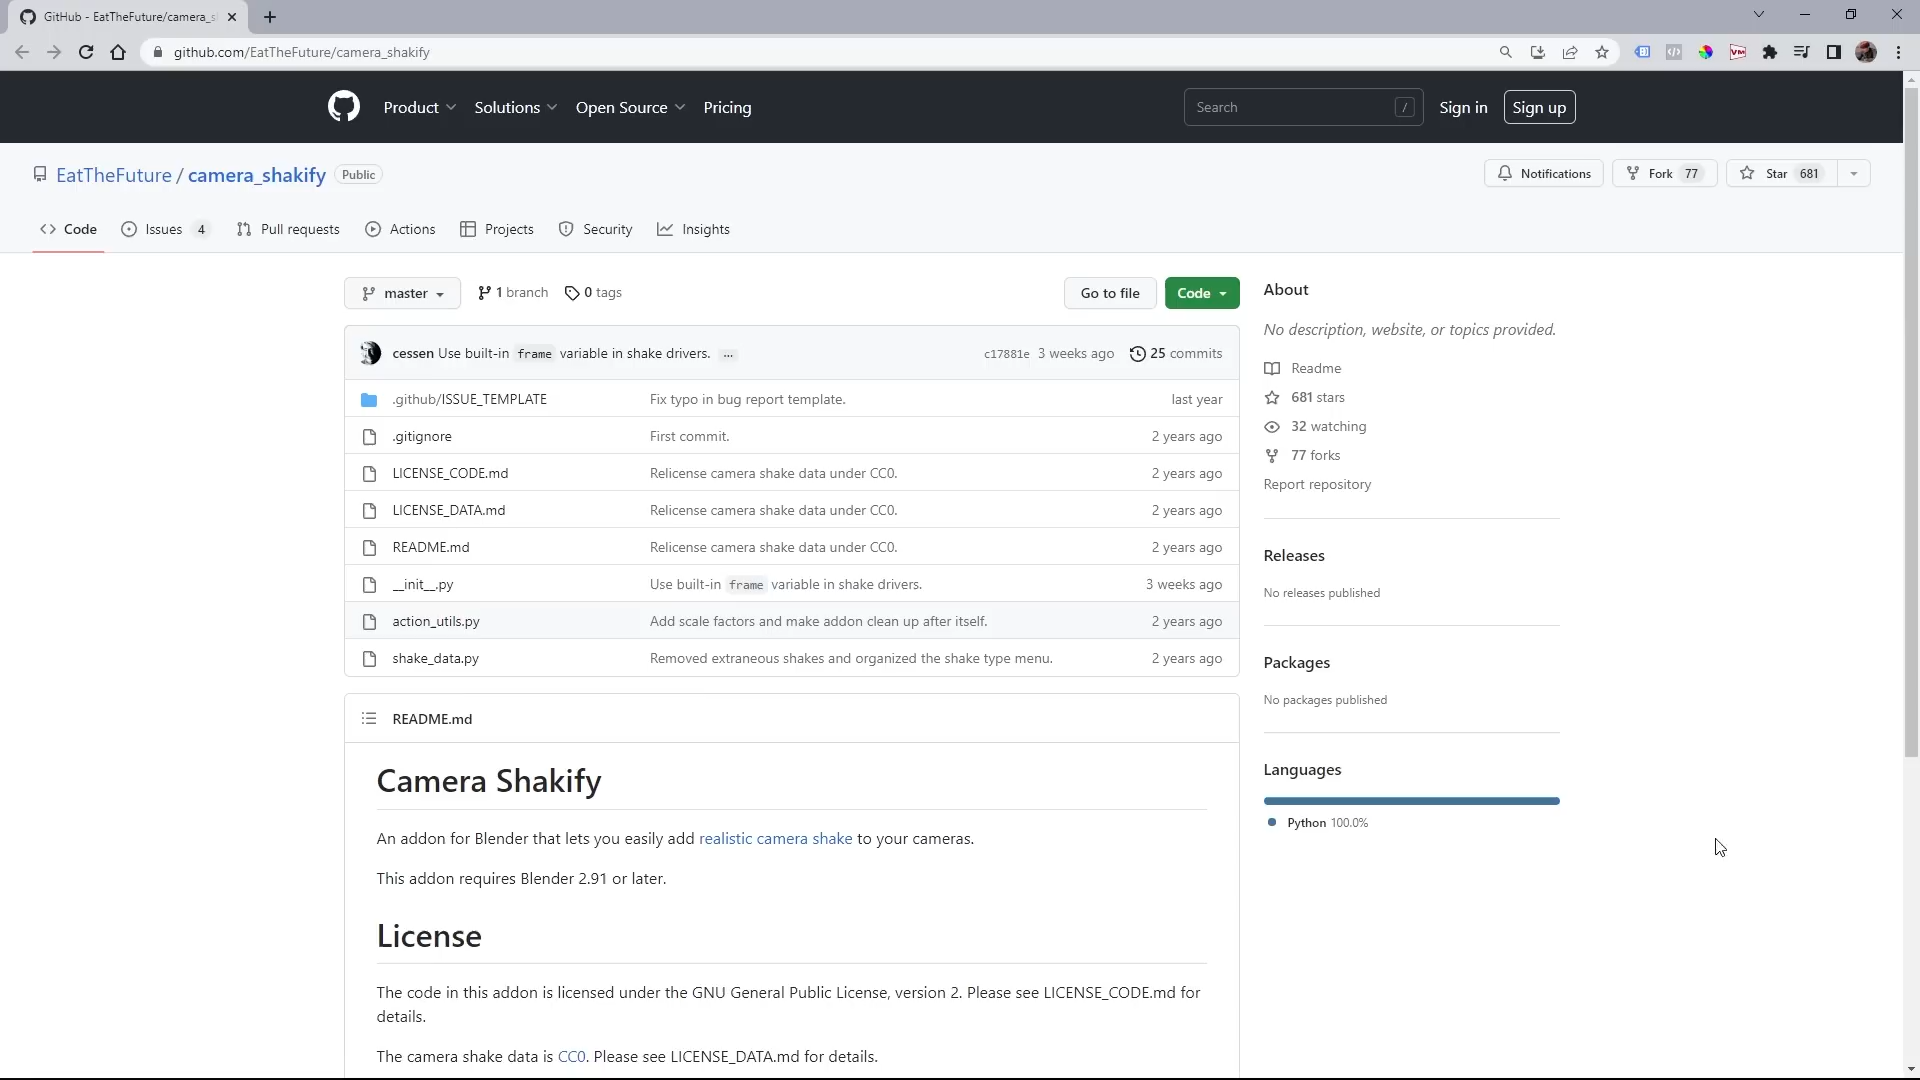 GitHub - EatTheFuture/camera_s
github.com/EatTheFuture/camera_shakify
Product Solutions Open Source Pricing Search / Sign in Sign up
EatTheFuture / camera_shakify Public Notifications Fork 77 Star 681
Code Issues 4 Pull requests Actions Projects Security Insights
master 1 branch 0 tags Go to file Code
cessen Use built-in frame variable in shake drivers. ... c17881e 3 weeks ago 25 commits
.github/ISSUE_TEMPLATE Fix typo in bug report template. last year
.gitignore First commit. 2 years ago
LICENSE_CODE.md Relicense camera shake data under CC0. 2 years ago
LICENSE_DATA.md Relicense camera shake data under CC0. 2 years ago
README.md Relicense camera shake data under CC0. 2 years ago
__init__.py Use built-in frame variable in shake drivers. 3 weeks ago
action_utils.py Add scale factors and make addon clean up after itself. 2 years ago
shake_data.py Removed extraneous shakes and organized the shake type menu. 2 years ago
README.md
Camera Shakify
An addon for Blender that lets you easily add realistic camera shake to your cameras.
This addon requires Blender 2.91 or later.
License
The code in this addon is licensed under the GNU General Public License, version 2. Please see LICENSE_CODE.md for
details.
The camera shake data is CC0. Please see LICENSE_DATA.md for details.
About
No description, website, or topics provided.
Readme
681 stars
32 watching
77 forks
Report repository
Releases
No releases published
Packages
No packages published
Languages
Python 100.0%